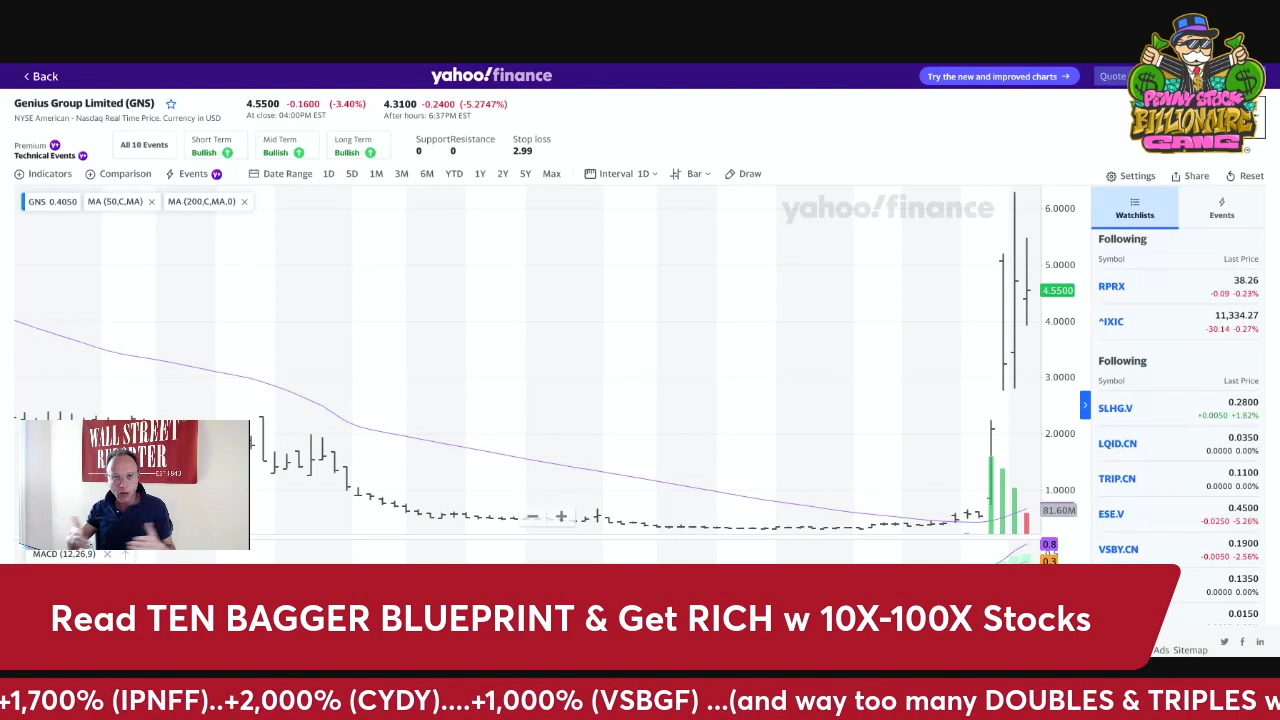 Back
yahoo!finance
Try the new and improved charts →
Quote
PENNY STOCK
BILLIONAIRE
GANG
Genius Group Limited (GNS)
NYSE American - Nasdaq Real Time Price. Currency in USD
4.5500 -0.1600 (-3.40%)
At close: 04:00PM EST
4.3100 -0.2400 (-5.2747%)
After hours: 6:37PM EST
Premium Y+
Technical Events Y+
All 10 Events
Short Term
Bullish
Mid Term
Bullish
Long Term
Bullish
Support
0
Resistance
0
Stop loss
2.99
Indicators
Comparison
Events Y+
Date Range 1D 5D 1M 3M 6M YTD 1Y 2Y 5Y Max
Interval 1D
Bar
Draw
Settings
Share
Reset
GNS 0.4050
MA (50,C,MA) ×
MA (200,C,MA,0) ×
yahoo!finance
6.0000
5.0000
4.5500
4.0000
3.0000
2.0000
1.0000
81.60M
0.8
0.3
MACD (12,26,9) ×
WALL STREET
REPORTER
EST. 1843
Watchlists
Events
Following
Symbol Last Price
RPRX 38.26
-0.09 -0.23%
^IXIC 11,334.27
-30.14 -0.27%
Following
Symbol Last Price
SLHG.V 0.2800
+0.0050 +1.82%
LQID.CN 0.0350
0.0000 0.00%
TRIP.CN 0.1100
0.0000 0.00%
ESE.V 0.4500
-0.0250 -5.26%
VSBY.CN 0.1900
-0.0050 -2.56%
0.1350
0.0000 0.00%
0.0150
Ads Sitemap
Read TEN BAGGER BLUEPRINT & Get RICH w 10X-100X Stocks
+1,700% (IPNFF)..+2,000% (CYDY)....+1,000% (VSBGF) ...(and way too many DOUBLES & TRIPLES w